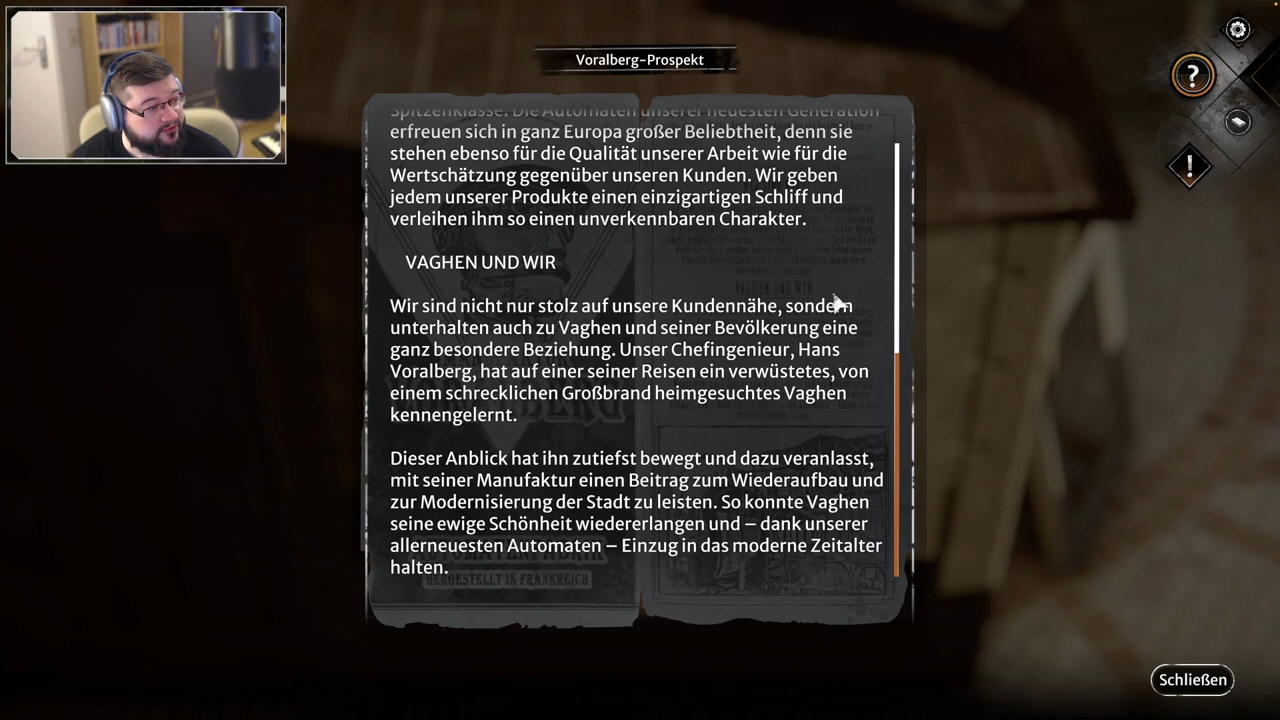 Voralberg-Prospekt
Spitzenklasse. Die Automaten unserer neuesten Generation
erfreuen sich in ganz Europa großer Beliebtheit, denn sie
stehen ebenso für die Qualität unserer Arbeit wie für die
Wertschätzung gegenüber unseren Kunden. Wir geben
jedem unserer Produkte einen einzigartigen Schliff und
verleihen ihm so einen unverkennbaren Charakter.
VAGHEN UND WIR
Wir sind nicht nur stolz auf unsere Kundennähe, sondern
unterhalten auch zu Vaghen und seiner Bevölkerung eine
ganz besondere Beziehung. Unser Chefingenieur, Hans
Voralberg, hat auf einer seiner Reisen ein verwüstetes, von
einem schrecklichen Großbrand heimgesuchtes Vaghen
kennengelernt.
Dieser Anblick hat ihn zutiefst bewegt und dazu veranlasst,
mit seiner Manufaktur einen Beitrag zum Wiederaufbau und
zur Modernisierung der Stadt zu leisten. So konnte Vaghen
seine ewige Schönheit wiedererlangen und – dank unserer
allerneuesten Automaten – Einzug in das moderne Zeitalter
halten.
HERGESTELLT IN FRANKREICH
Schließen